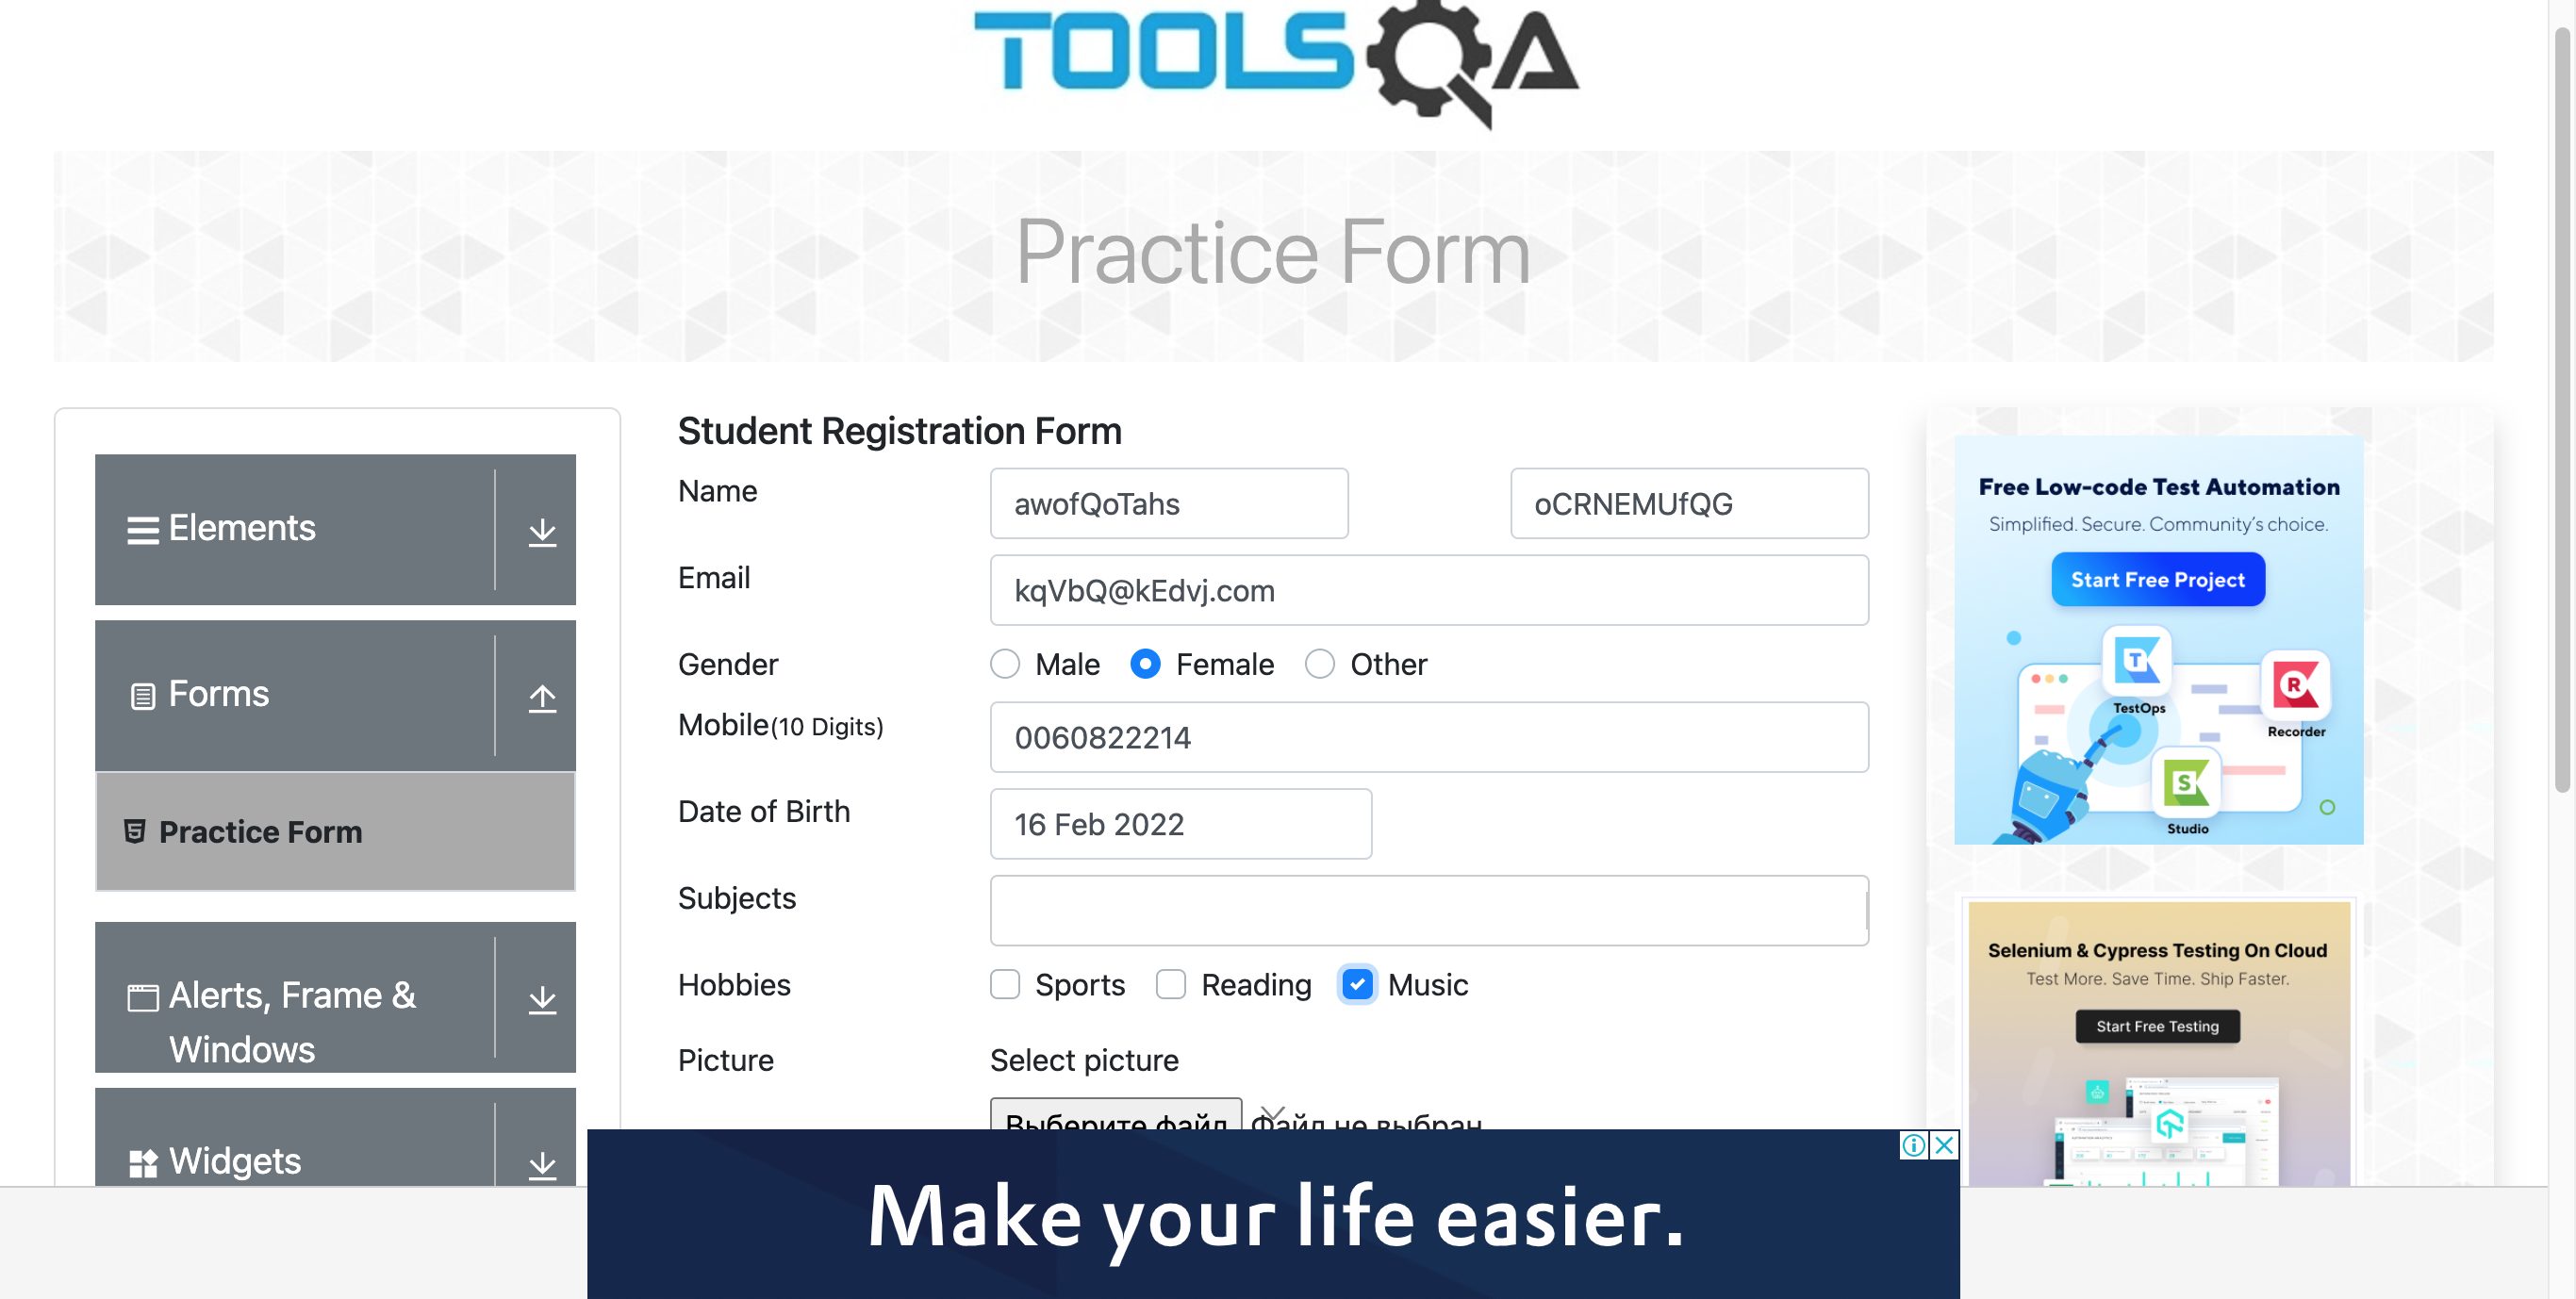 TOOLSQA
Practice Form
Elements
Forms
Practice Form
Alerts, Frame &
Windows
Widgets
Student Registration Form
Name
awofQoTahs
oCRNEMUfQG
Email
kqVbQ@kEdvj.com
Gender
Male
Female
Other
Mobile(10 Digits)
0060822214
Date of Birth
16 Feb 2022
Subjects
Hobbies
Sports
Reading
Music
Picture
Select picture
Выберите файл
Файл не выбран
Free Low-code Test Automation
Simplified. Secure. Community's choice.
Start Free Project
T
TestOps
R
Recorder
S
Studio
Selenium & Cypress Testing On Cloud
Test More. Save Time. Ship Faster.
Start Free Testing
Make your life easier.